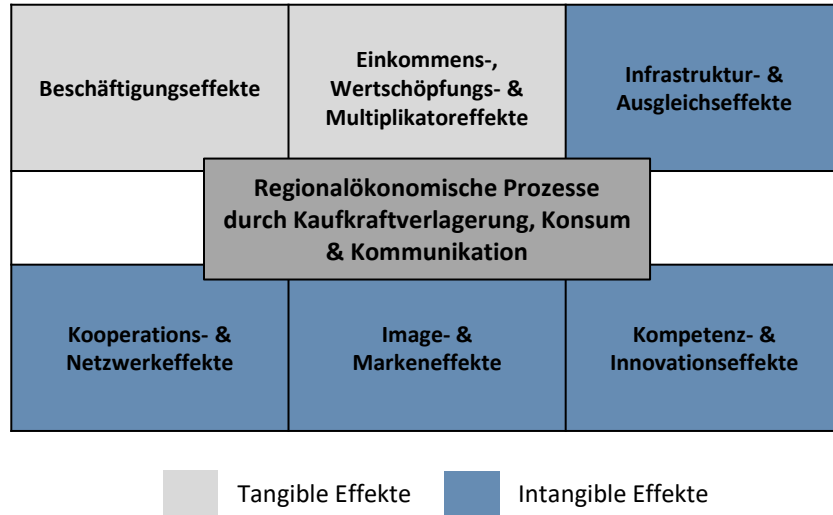 Beschäftigungseffekte
Einkommens-,
Wertschöpfungs- &
Multiplikatoreffekte
Infrastruktur- &
Ausgleichseffekte
Regionalökonomische Prozesse
durch Kaufkraftverlagerung, Konsum
& Kommunikation
Kooperations- &
Netzwerkeffekte
Image- &
Markeneffekte
Kompetenz- &
Innovationseffekte
Tangible Effekte
Intangible Effekte